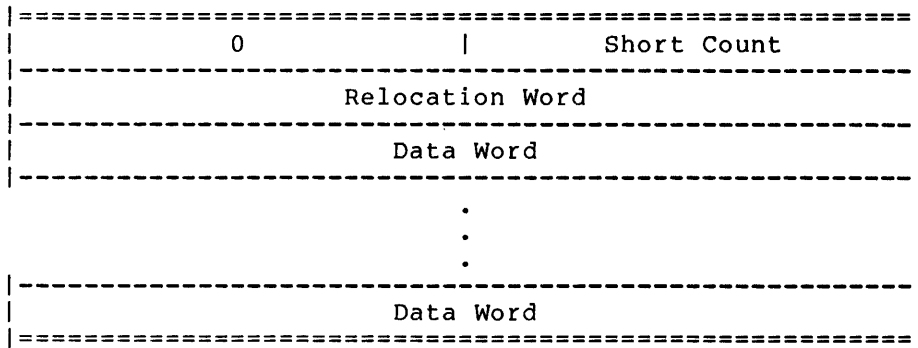 |========================================================
| 0 | Short Count
|--------------------------------------------------------
| Relocation Word
|--------------------------------------------------------
| Data Word
|--------------------------------------------------------
.
.
.
|--------------------------------------------------------
| Data Word
|========================================================